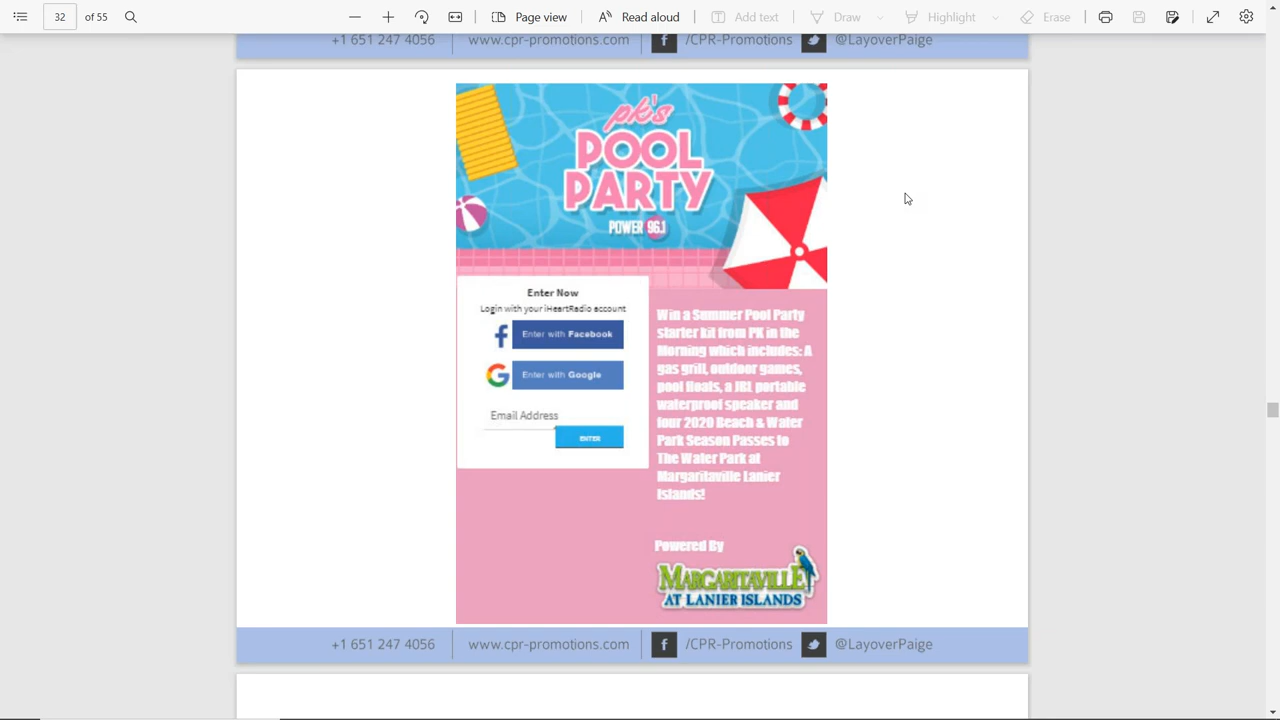 32 of 55
Page view
Read aloud
Add text
Draw
Highlight
Erase
+1 651 247 4056
www.cpr-promotions.com
f
/CPR-Promotions
@LayoverPaige
pk's
POOL
PARTY
POWER 96.1
Enter Now
Login with your iHeartRadio account
f
Enter with Facebook
G
Enter with Google
Email Address
ENTER
Win a Summer Pool Party
starter kit from PK in the
Morning which includes: A
gas grill, outdoor games,
pool floats, a JBL portable
waterproof speaker and
four 2020 Beach & Water
Park Season Passes to
The Water Park at
Margaritaville Lanier
Islands!
Powered By
MARGARITAVILLE
AT LANIER ISLANDS
+1 651 247 4056
www.cpr-promotions.com
f
/CPR-Promotions
@LayoverPaige